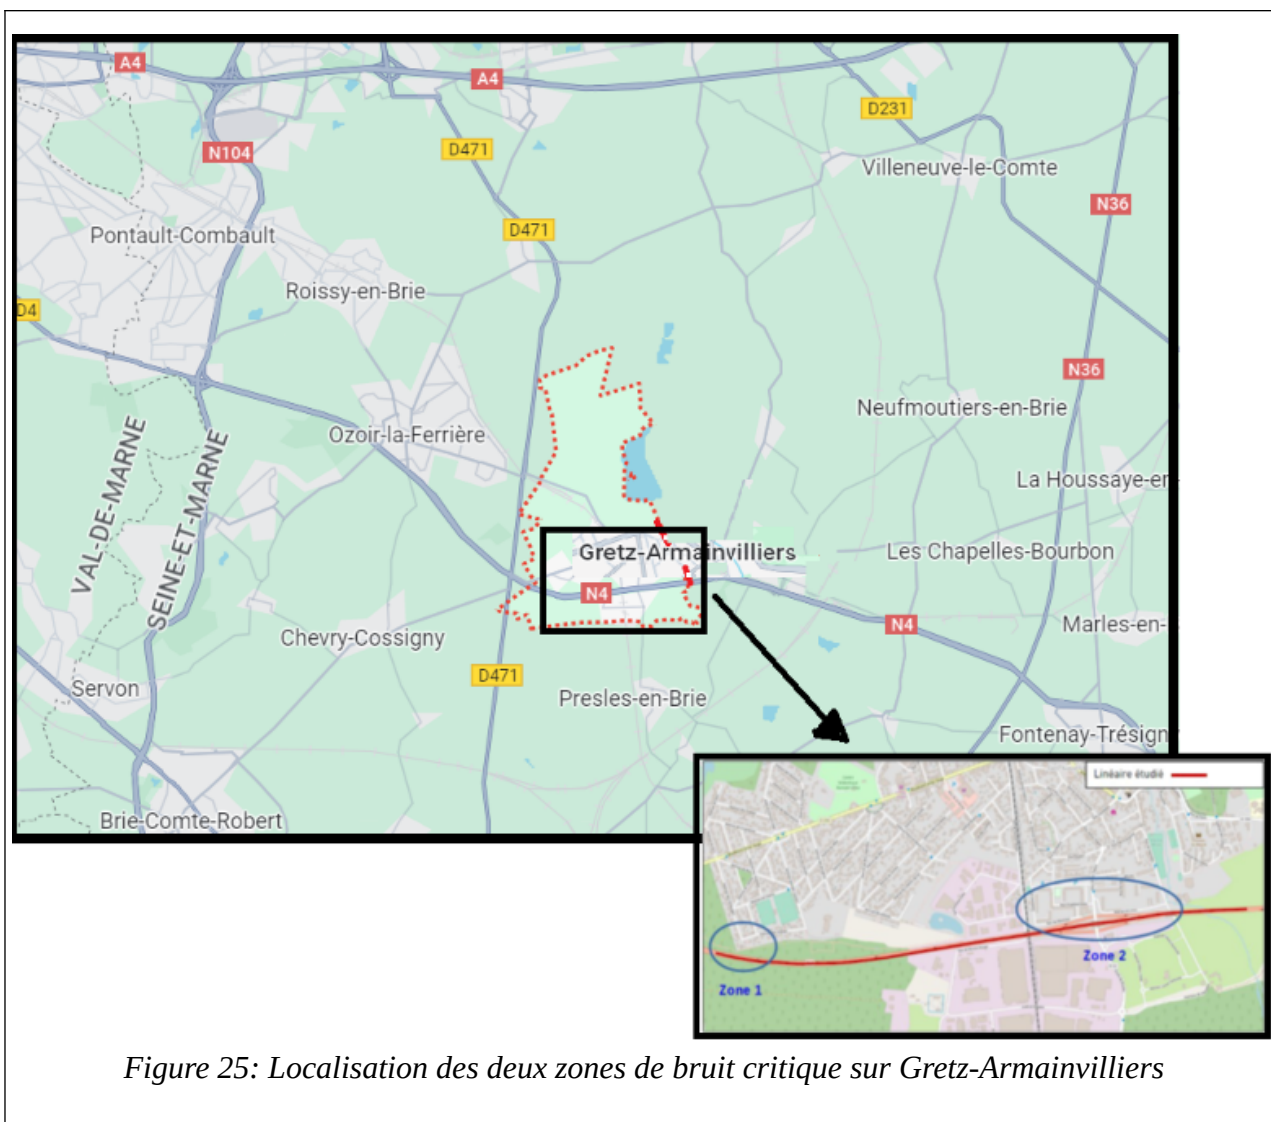 A4
A4
D231
N104
D471
Villeneuve-le-Comte
N36
D471
Pontault-Combault
Roissy-en-Brie
D4
N36
Neufmoutiers-en-Brie
Ozoir-la-Ferrière
VAL-DE-MARNE
SEINE-ET-MARNE
La Houssaye-en-
Gretz-Armainvilliers
Les Chapelles-Bourbon
N4
N4
Marles-en-
Chevry-Cossigny
D471
Servon
Presles-en-Brie
Fontenay-Trésign
Brie-Comte-Robert
Linéaire étudié
Zone 2
Zone 1
Figure 25: Localisation des deux zones de bruit critique sur Gretz-Armainvilliers